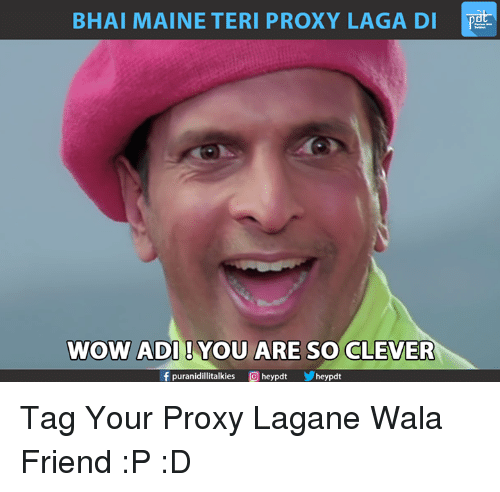 BHAI MAINE TERI PROXY LAGA DI
pdt
WOW ADI ! YOU ARE SO CLEVER
f puranidillitalkies heypdt heypdt
Tag Your Proxy Lagane Wala
Friend :P :D